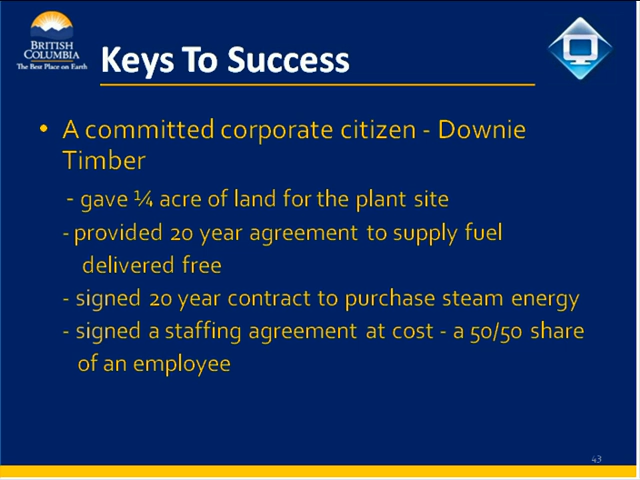 BRITISH
COLUMBIA
The Best Place on Earth
Keys To Success
• A committed corporate citizen - Downie
Timber
- gave ¼ acre of land for the plant site
- provided 20 year agreement to supply fuel
delivered free
- signed 20 year contract to purchase steam energy
- signed a staffing agreement at cost - a 50/50 share
of an employee
43